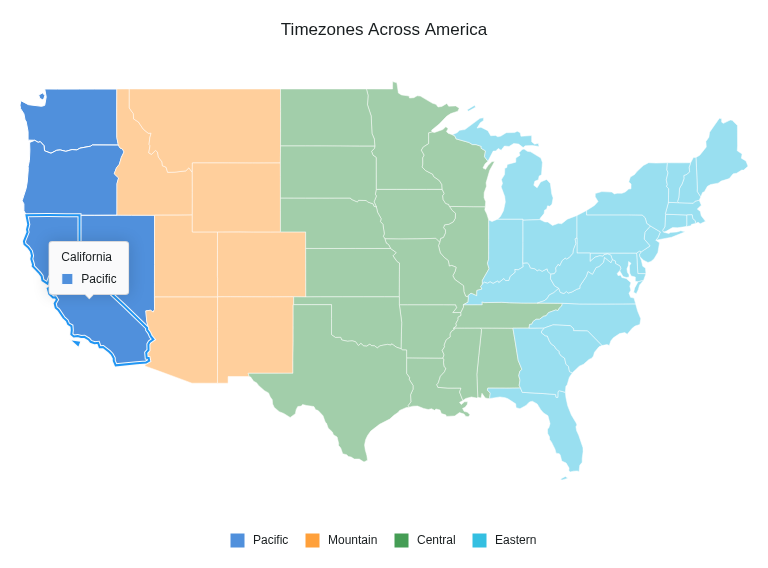 Timezones Across America
California
Pacific
Pacific
Mountain
Central
Eastern